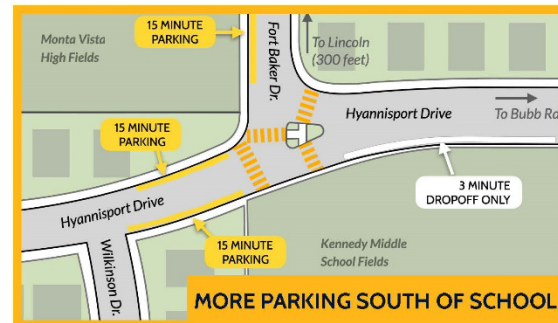 15 MINUTE
PARKING
Monta Vista
High Fields
Fort Baker Dr.
To Lincoln
(300 feet)
Hyannisport Drive
To Bubb Rd
15 MINUTE
PARKING
3 MINUTE
DROPOFF ONLY
Hyannisport Drive
15 MINUTE
PARKING
Wilkinson Dr.
Kennedy Middle
School Fields
MORE PARKING SOUTH OF SCHOOL